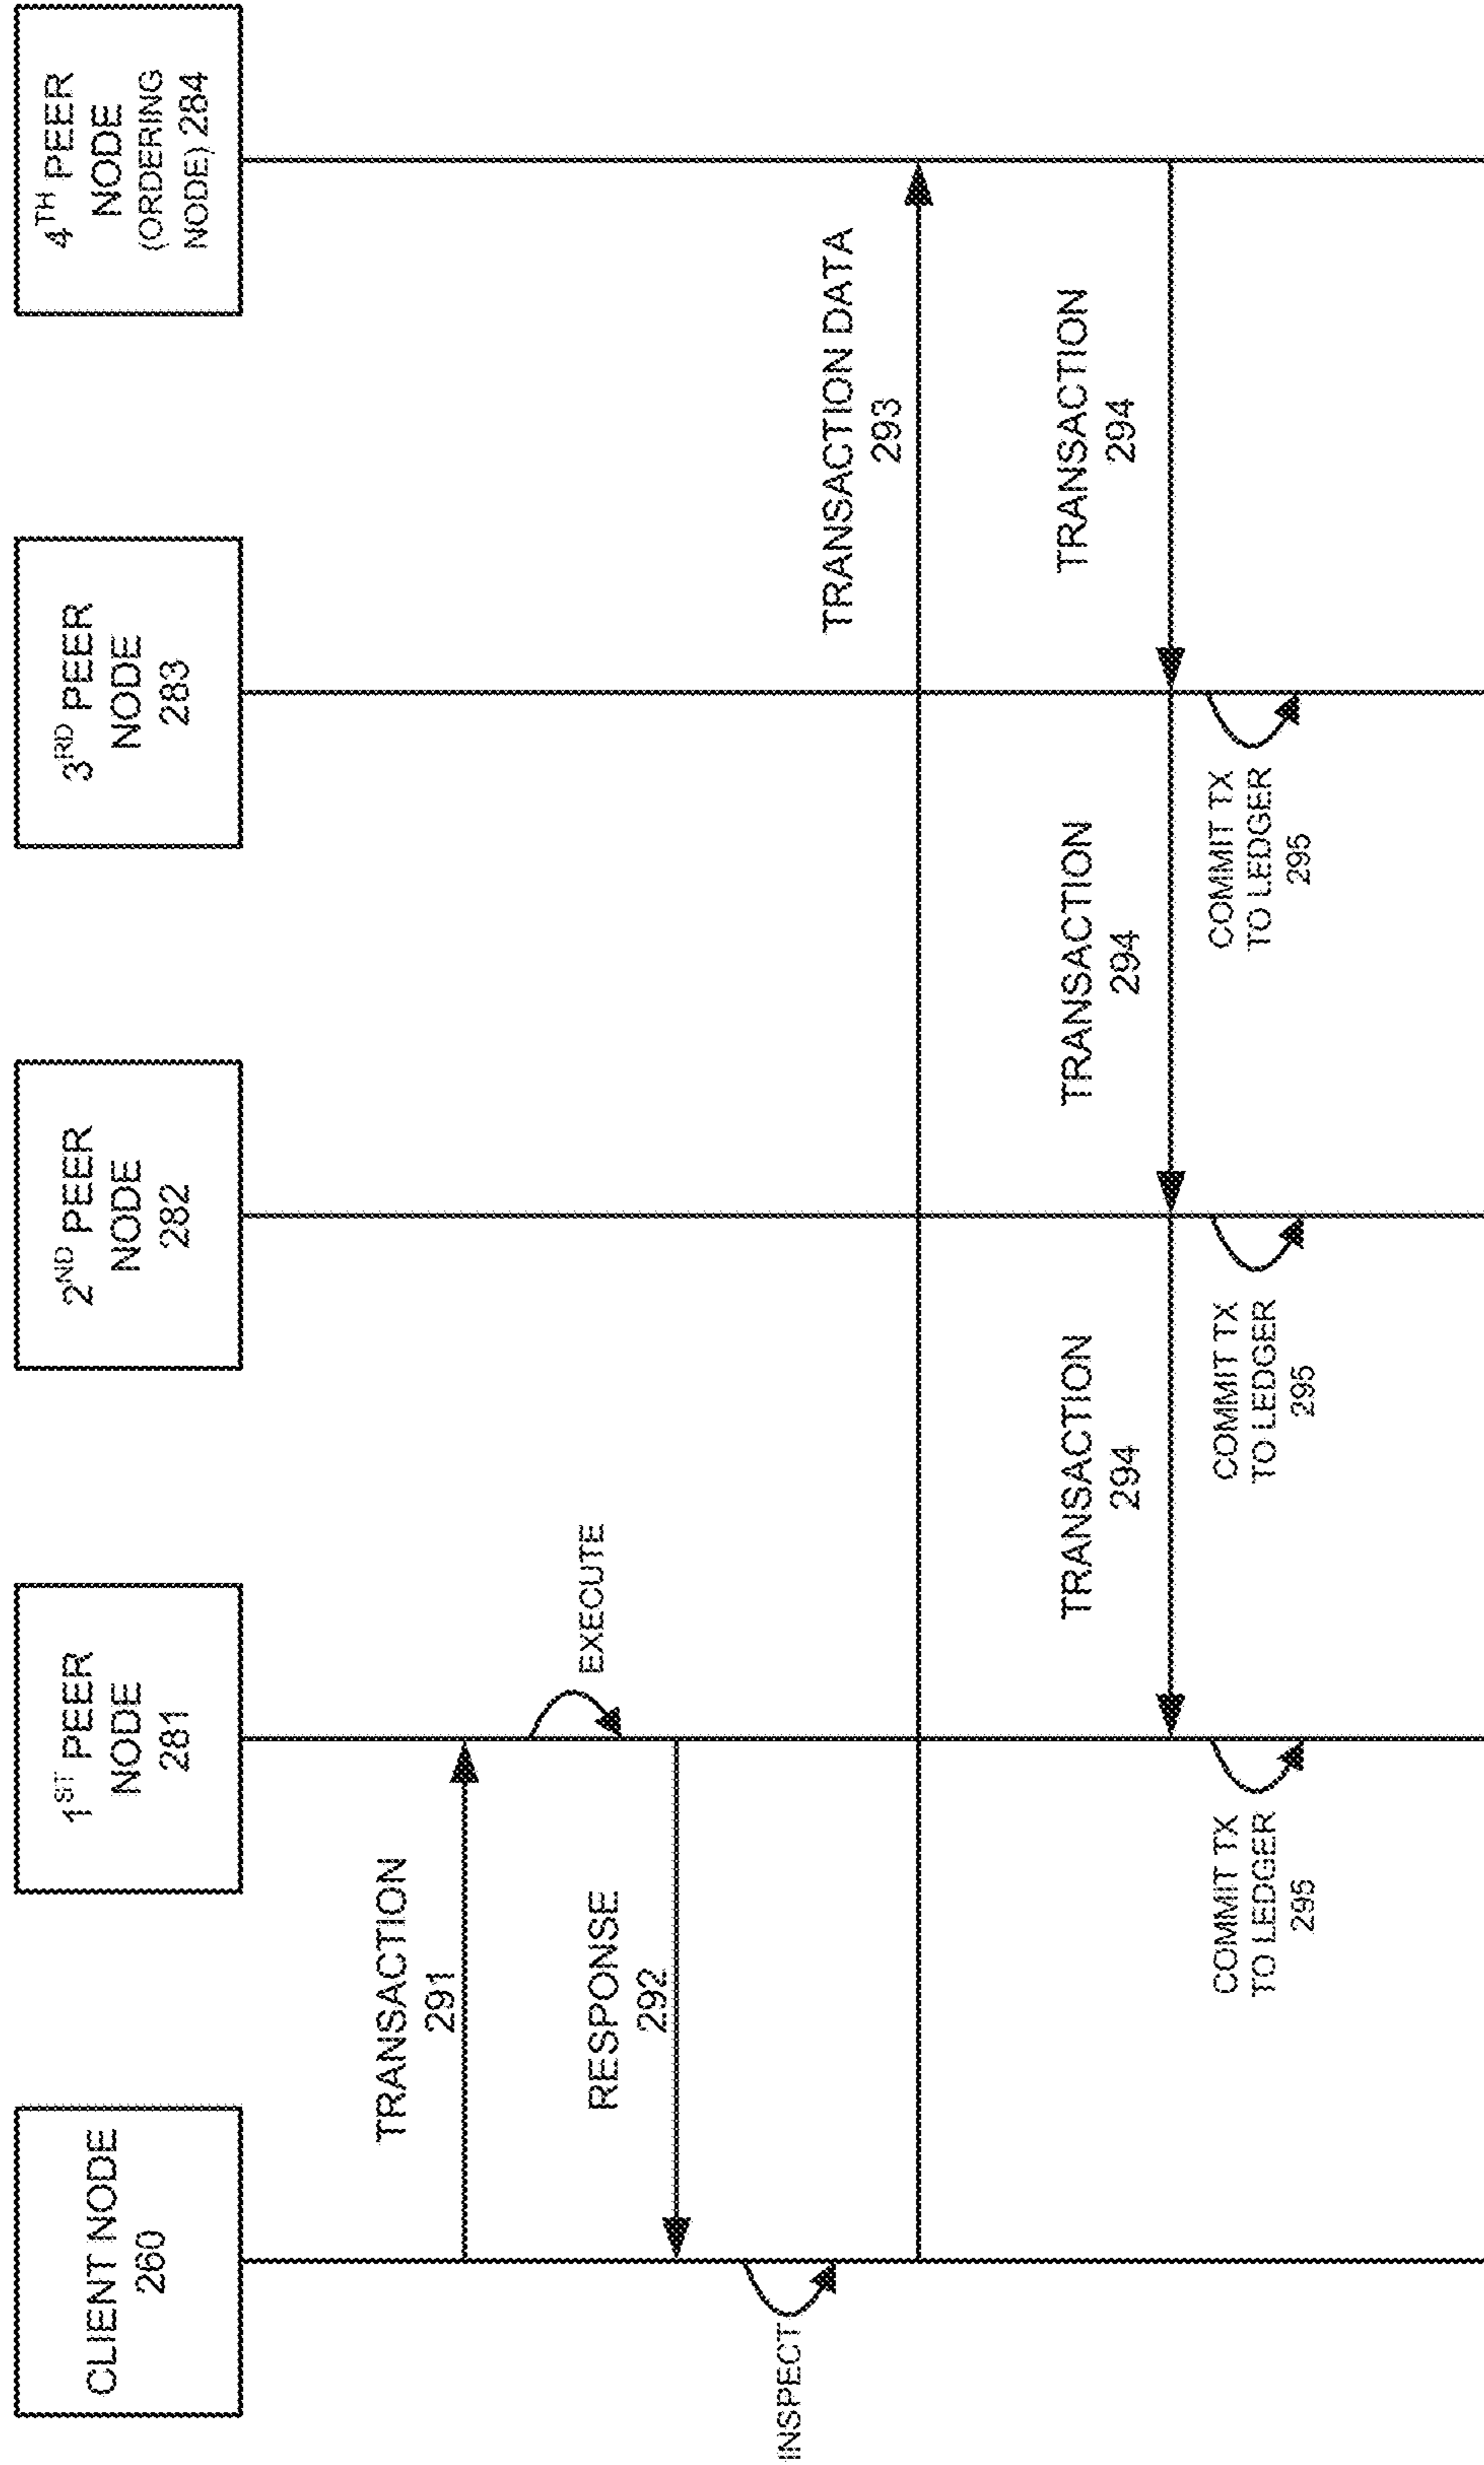 CLIENT NODE
260
1ST PEER
NODE
281
2ND PEER
NODE
282
3RD PEER
NODE
283
4TH PEER
NODE
(ORDERING
NODE) 284
TRANSACTION
291
EXECUTE
RESPONSE
292
INSPECT
TRANSACTION DATA
293
TRANSACTION
294
TRANSACTION
294
TRANSACTION
294
COMMIT TX
TO LEDGER
295
COMMIT TX
TO LEDGER
295
COMMIT TX
TO LEDGER
295